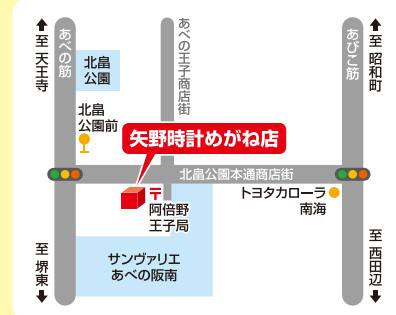 至 天王寺
あべの筋
北畠
公園
北畠
公園前
あべの王子商店街
あびこ筋
至 昭和町
矢野時計めがね店
北畠公園本通商店街
〒
阿倍野
王子局
トヨタカローラ
南海
至 堺東
サンヴァリエ
あべの阪南
至 西田辺